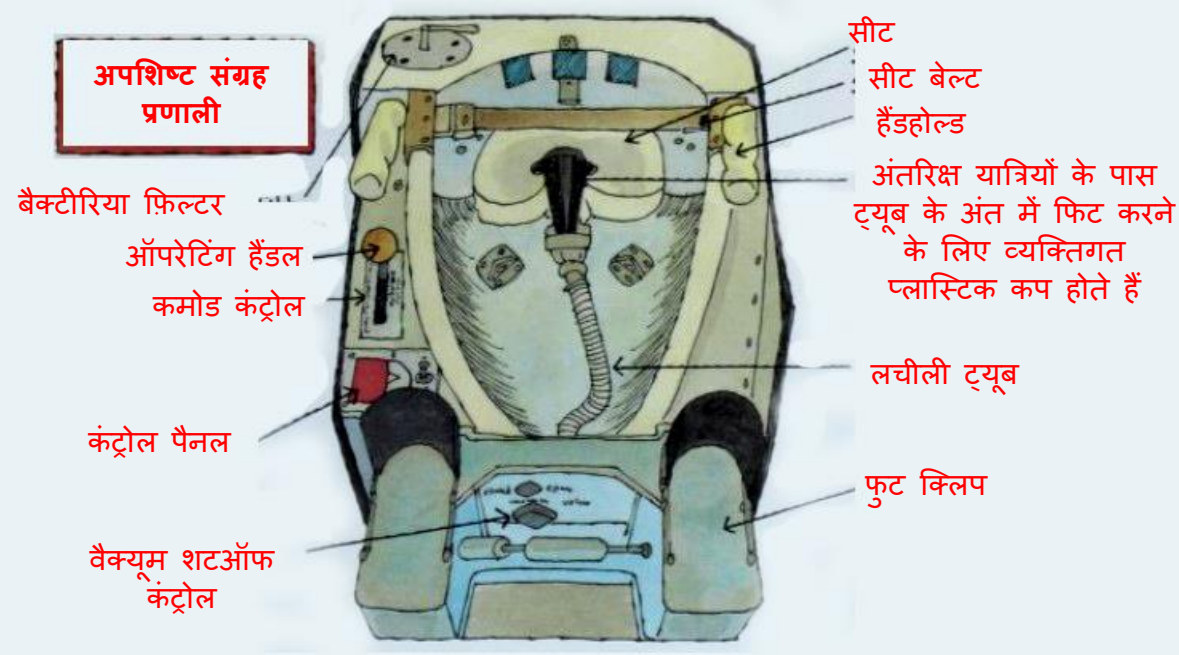 अपशिष्ट संग्रह
प्रणाली
बैक्टीरिया फ़िल्टर
ऑपरेटिंग हैंडल
कमोड कंट्रोल
कंट्रोल पैनल
वैक्यूम शटऑफ
कंट्रोल
सीट
सीट बेल्ट
हैंडहोल्ड
अंतरिक्ष यात्रियों के पास
ट्यूब के अंत में फिट करने
के लिए व्यक्तिगत
प्लास्टिक कप होते हैं
लचीली ट्यूब
फुट क्लिप